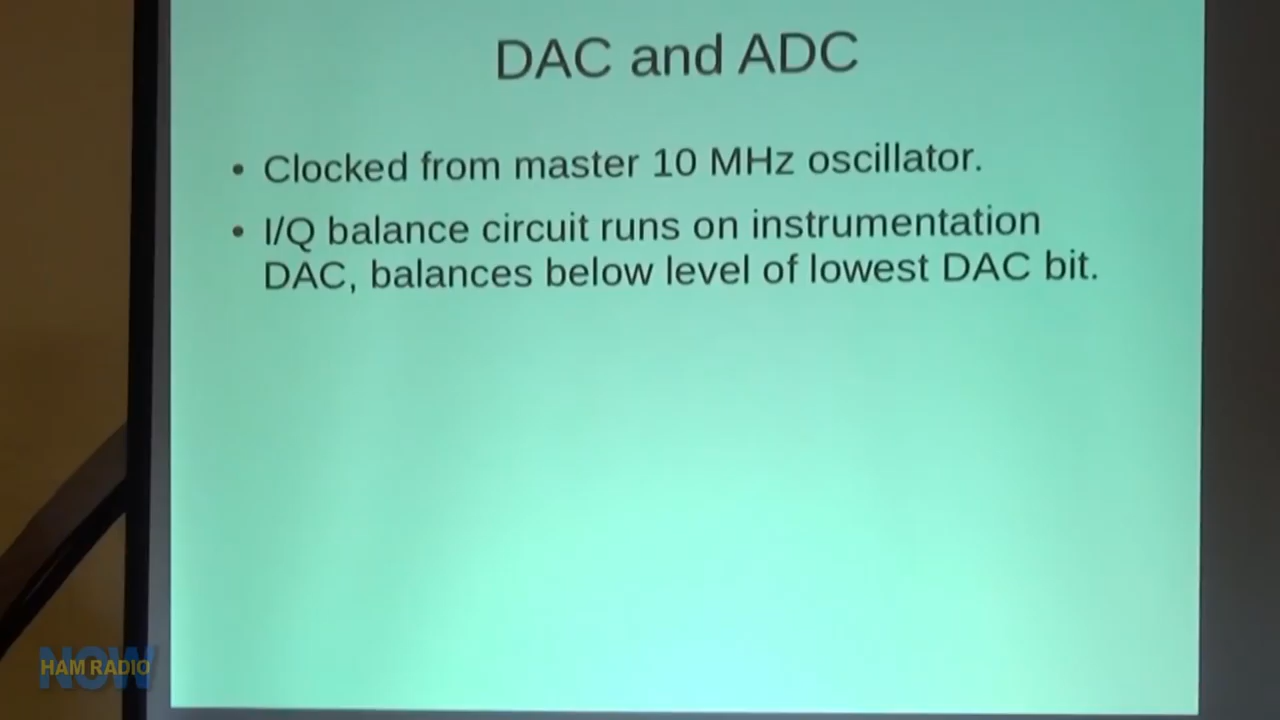 DAC and ADC
• Clocked from master 10 MHz oscillator.
• I/Q balance circuit runs on instrumentation
DAC, balances below level of lowest DAC bit.
HAM RADIO
NOW